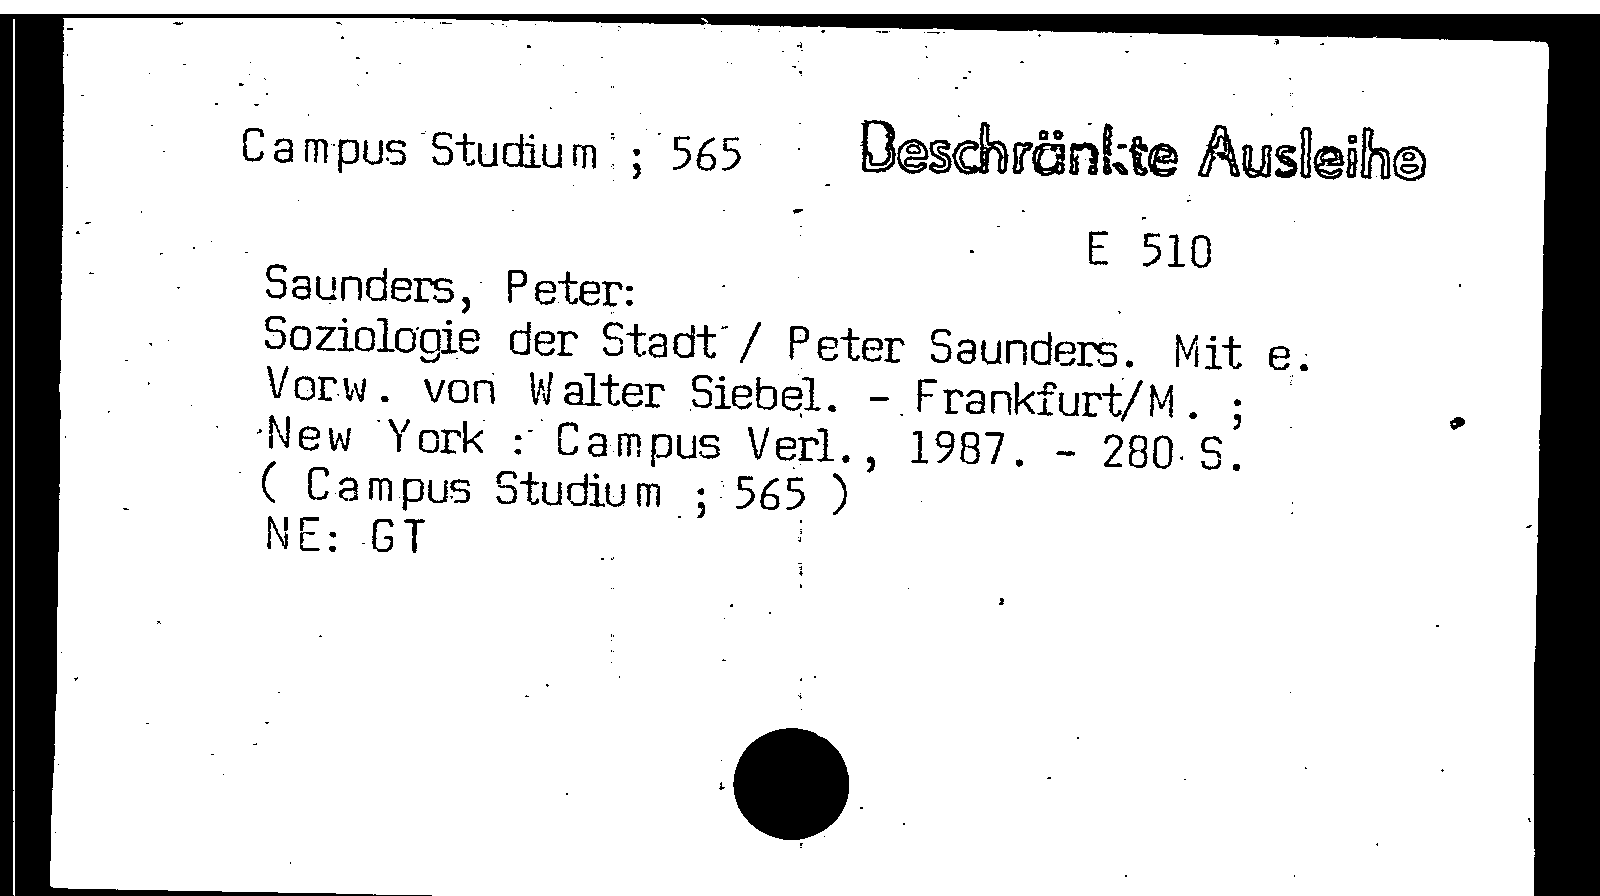 Campus Studium ; 565
Beschränkte Ausleihe
E 510
Saunders, Peter:
Soziologie der Stadt / Peter Saunders. Mit e.
Vorw. von Walter Siebel. - Frankfurt/M. ;
New York : Campus Verl., 1987. - 280 S.
( Campus Studium ; 565 )
NE: GT